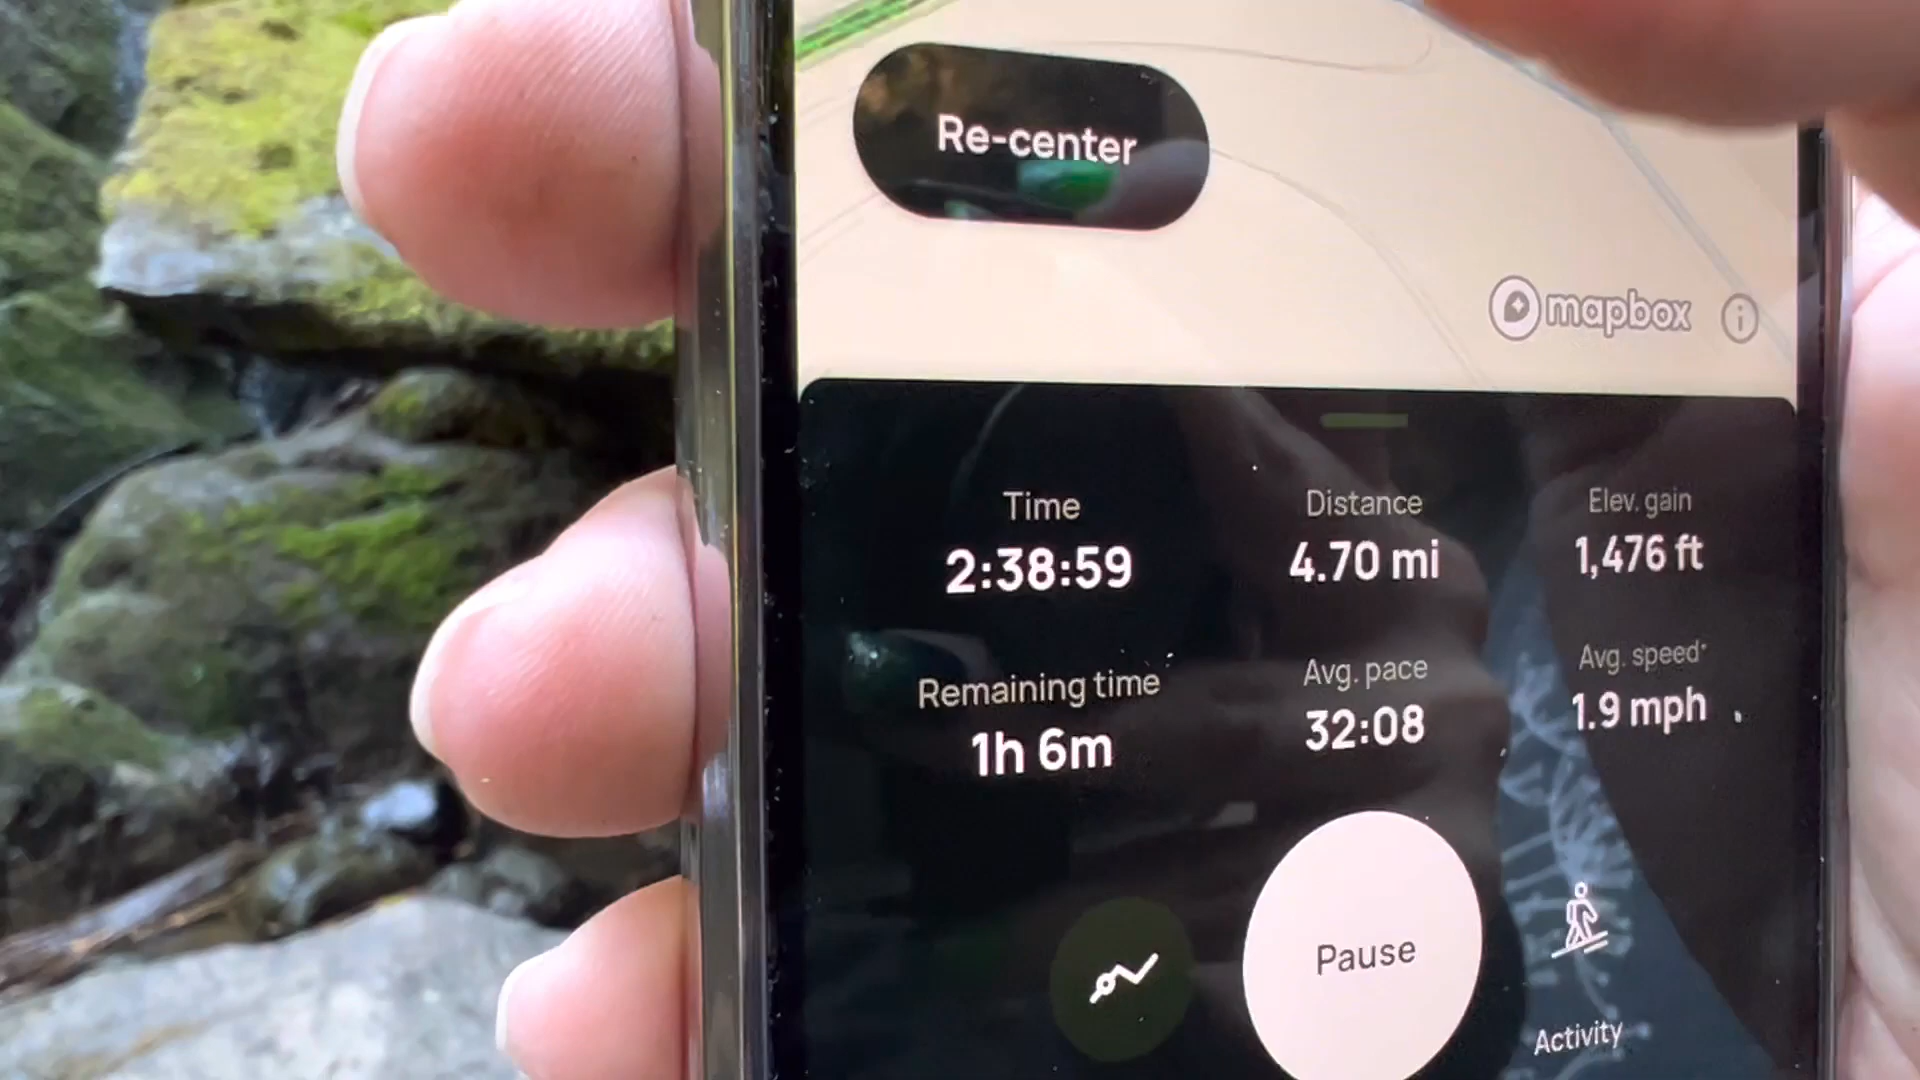 Re-center
mapbox
Time
2:38:59
Distance
4.70 mi
Elev. gain
1,476 ft
Remaining time
1h 6m
Avg. pace
32:08
Avg. speed
1.9 mph
Pause
Activity